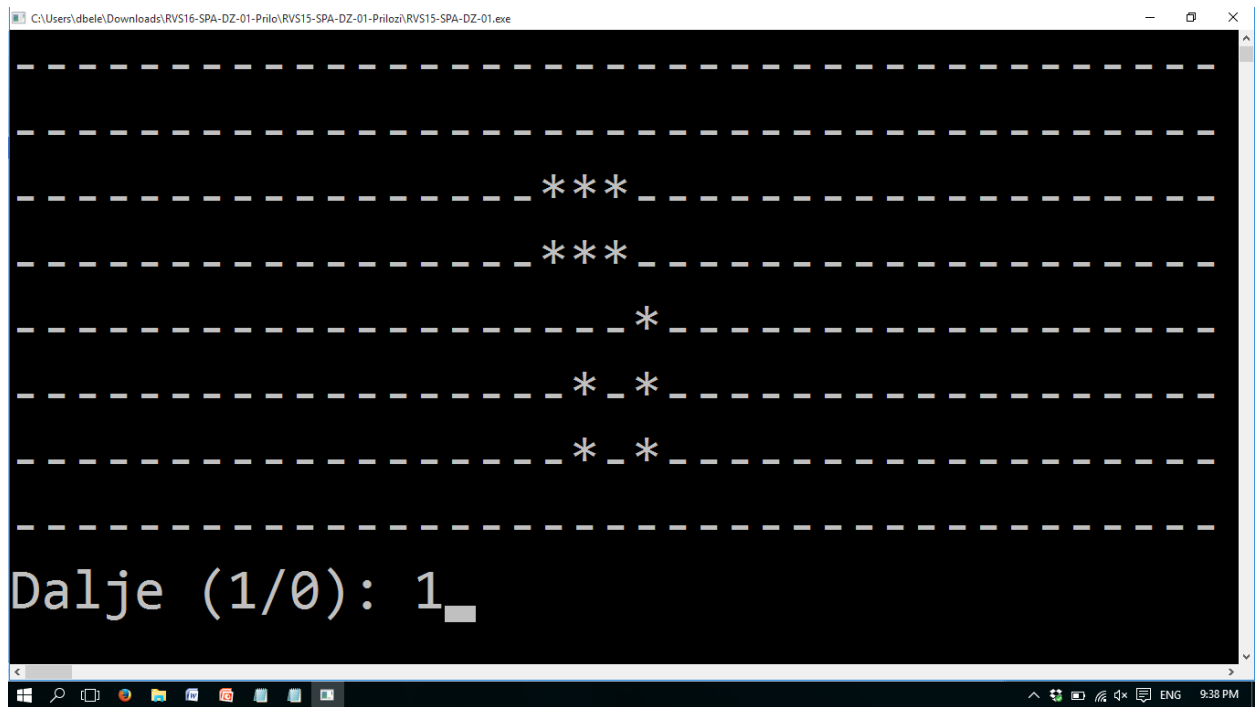 C:\Users\dbele\Downloads\RVS16-SPA-DZ-01-Prilo\RVS15-SPA-DZ-01-Prilozi\RVS15-SPA-DZ-01.exe
---------------------------------------
---------------------------------------
-----------------***-------------------
-----------------***-------------------
--------------------*------------------
------------------*-*------------------
------------------*-*------------------
---------------------------------------
Dalje (1/0): 1_
ENG 9:38 PM